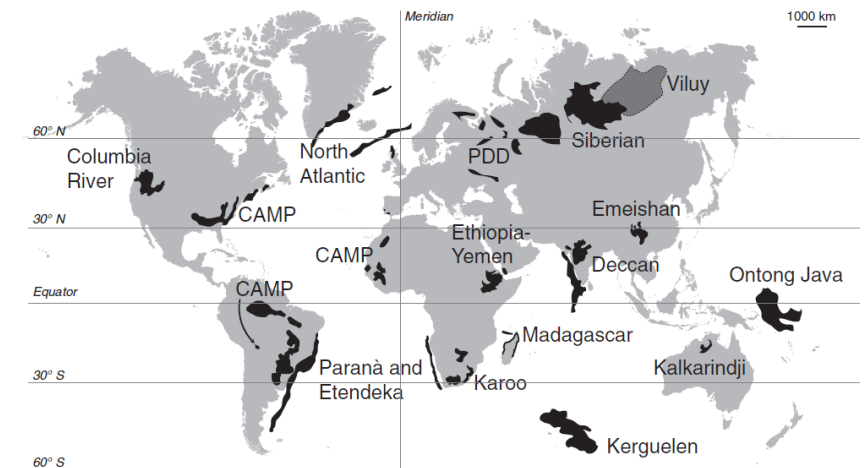 Meridian
1000 km
Viluy
60° N
Siberian
Columbia
River
North
Atlantic
PDD
CAMP
Emeishan
30° N
Ethiopia-
Yemen
CAMP
Deccan
Ontong Java
Equator
CAMP
Madagascar
Paranà and
Etendeka
Kalkarindji
30° S
Karoo
Kerguelen
60° S